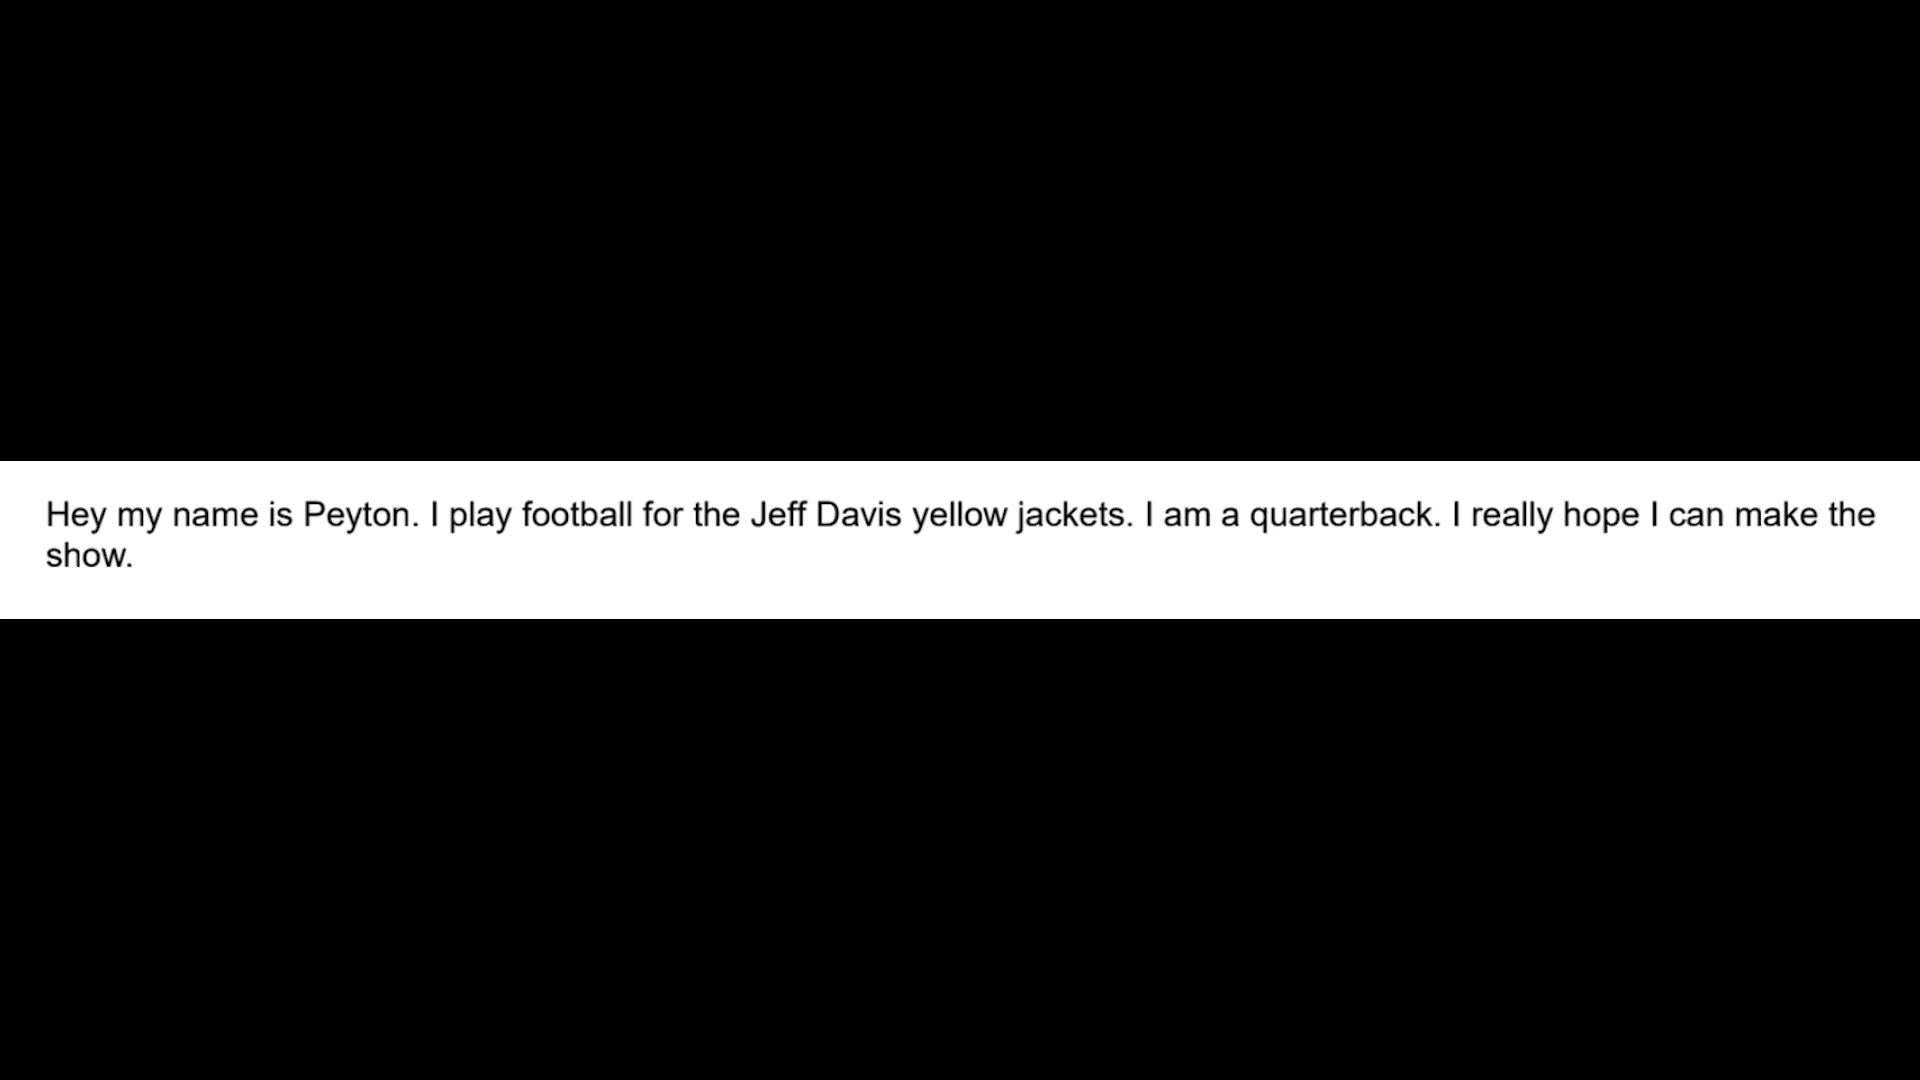 Hey my name is Peyton. I play football for the Jeff Davis yellow jackets. I am a quarterback. I really hope I can make the
show.